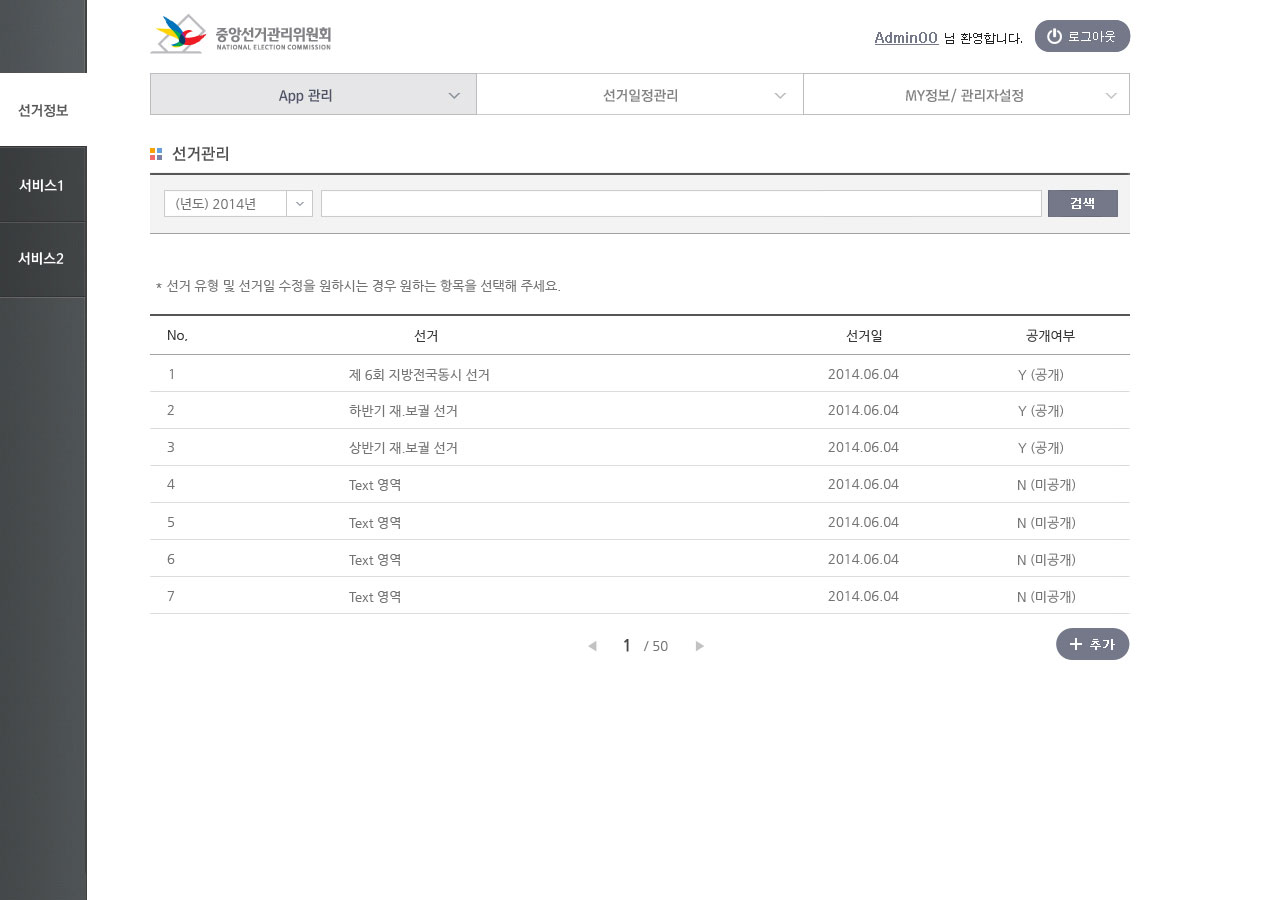 중앙선거관리위원회
NATIONAL ELECTION COMMISSION
Admin00 님 환영합니다.
로그아웃
선거정보
서비스1
서비스2
App 관리
선거일정관리
MY정보/ 관리자설정
선거관리
(년도) 2014년
검색
* 선거 유형 및 선거일 수정을 원하시는 경우 원하는 항목을 선택해 주세요.
No. 선거 선거일 공개여부
1 제 6회 지방전국동시 선거 2014.06.04 Y (공개)
2 하반기 재.보궐 선거 2014.06.04 Y (공개)
3 상반기 재.보궐 선거 2014.06.04 Y (공개)
4 Text 영역 2014.06.04 N (미공개)
5 Text 영역 2014.06.04 N (미공개)
6 Text 영역 2014.06.04 N (미공개)
7 Text 영역 2014.06.04 N (미공개)
1 / 50
추가